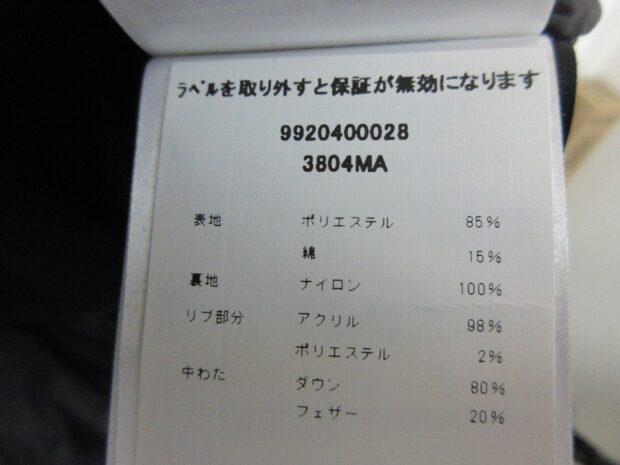 ラベルを取り外すと保証が無効になります
9920400028
3804MA
表地 ポリエステル 85%
綿 15%
裏地 ナイロン 100%
リブ部分 アクリル 98%
ポリエステル 2%
中わた ダウン 80%
フェザー 20%